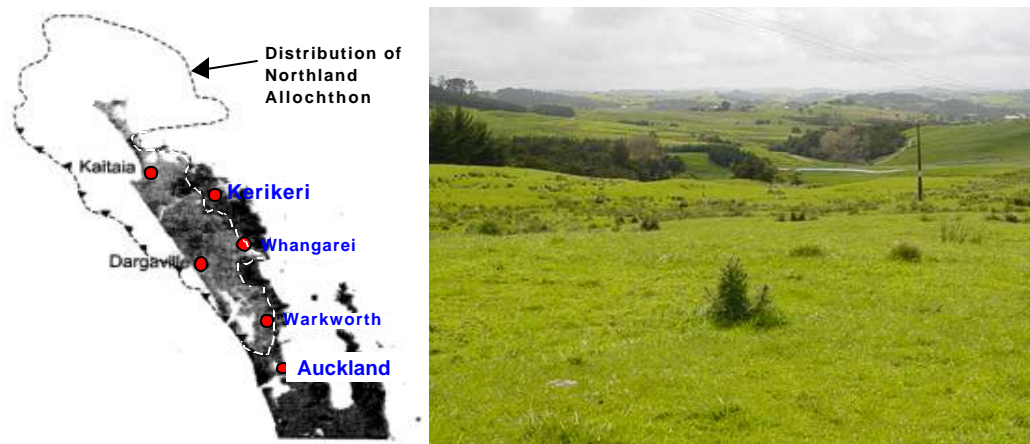 Distribution of
Northland
Allochthon
Kaitaia
Kerikeri
Whangarei
Dargaville
Warkworth
Auckland